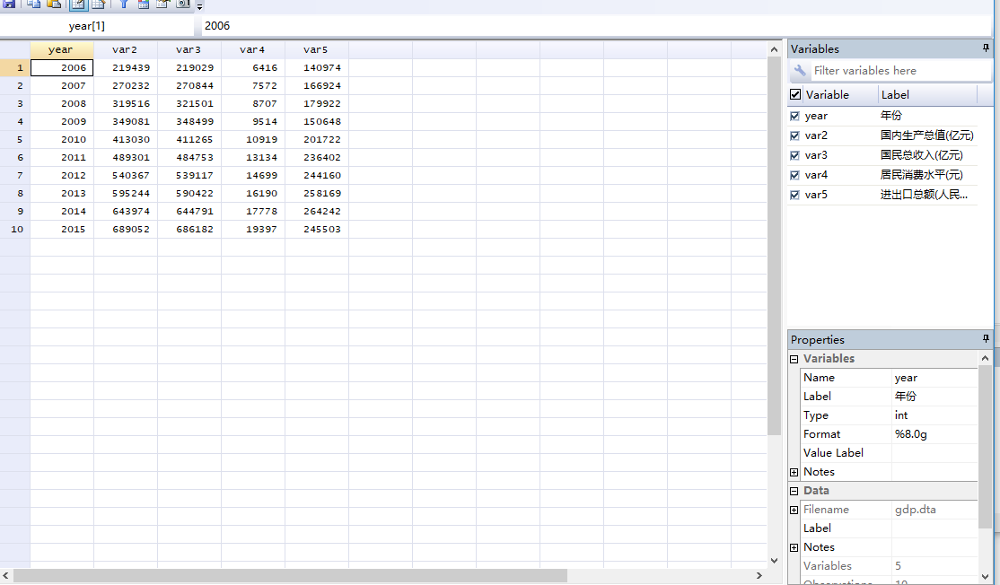 year[1] 2006
year var2 var3 var4 var5
1 2006 219439 219029 6416 140974
2 2007 270232 270844 7572 166924
3 2008 319516 321501 8707 179922
4 2009 349081 348499 9514 150648
5 2010 413030 411265 10919 201722
6 2011 489301 484753 13134 236402
7 2012 540367 539117 14699 244160
8 2013 595244 590422 16190 258169
9 2014 643974 644791 17778 264242
10 2015 689052 686182 19397 245503
Variables
Filter variables here
Variable Label
year 年份
var2 国内生产总值(亿元)
var3 国民总收入(亿元)
var4 居民消费水平(元)
var5 进出口总额(人民...
Properties
Variables
Name year
Label 年份
Type int
Format %8.0g
Value Label
Notes
Data
Filename gdp.dta
Label
Notes
Variables 5
Observations 10